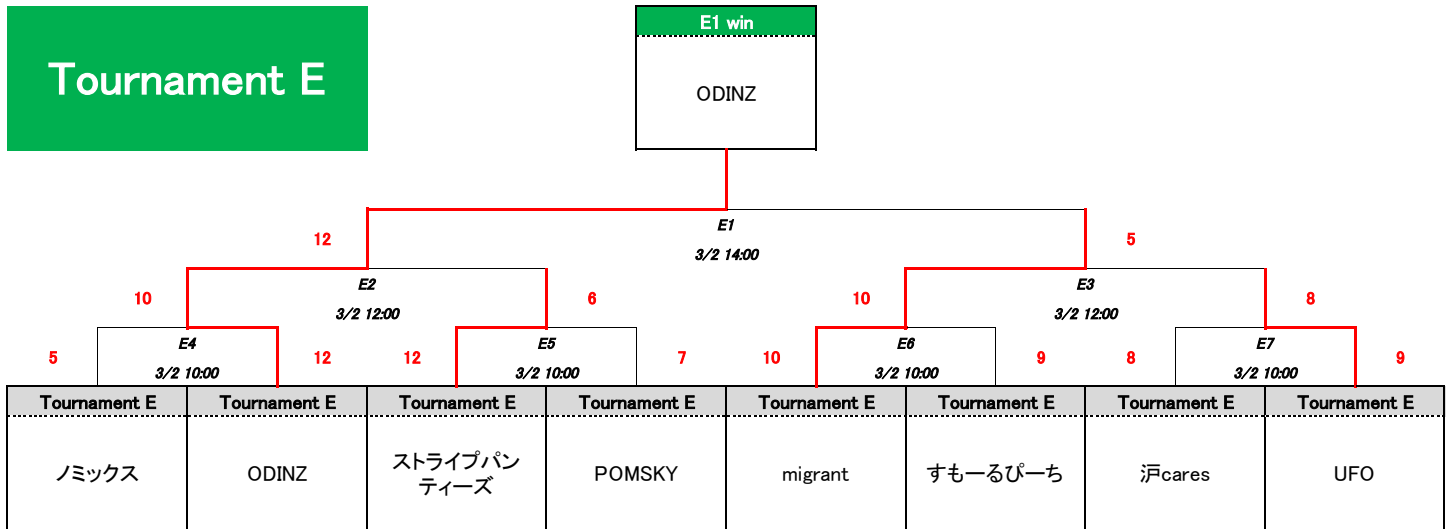 E1 win
Tournament E
ODINZ
E1
12
5
3/2 14:00
E2
E3
10
6
10
8
3/2 12:00
3/2 12:00
E4
E5
E6
E7
5
12
12
7
10
9
8
9
3/2 10:00
3/2 10:00
3/2 10:00
3/2 10:00
Tournament E
Tournament E
Tournament E
Tournament E
Tournament E
Tournament E
Tournament E
Tournament E
ノミックス
ODINZ
ストライプパン
ティーズ
POMSKY
migrant
すもーるぴーち
沪cares
UFO